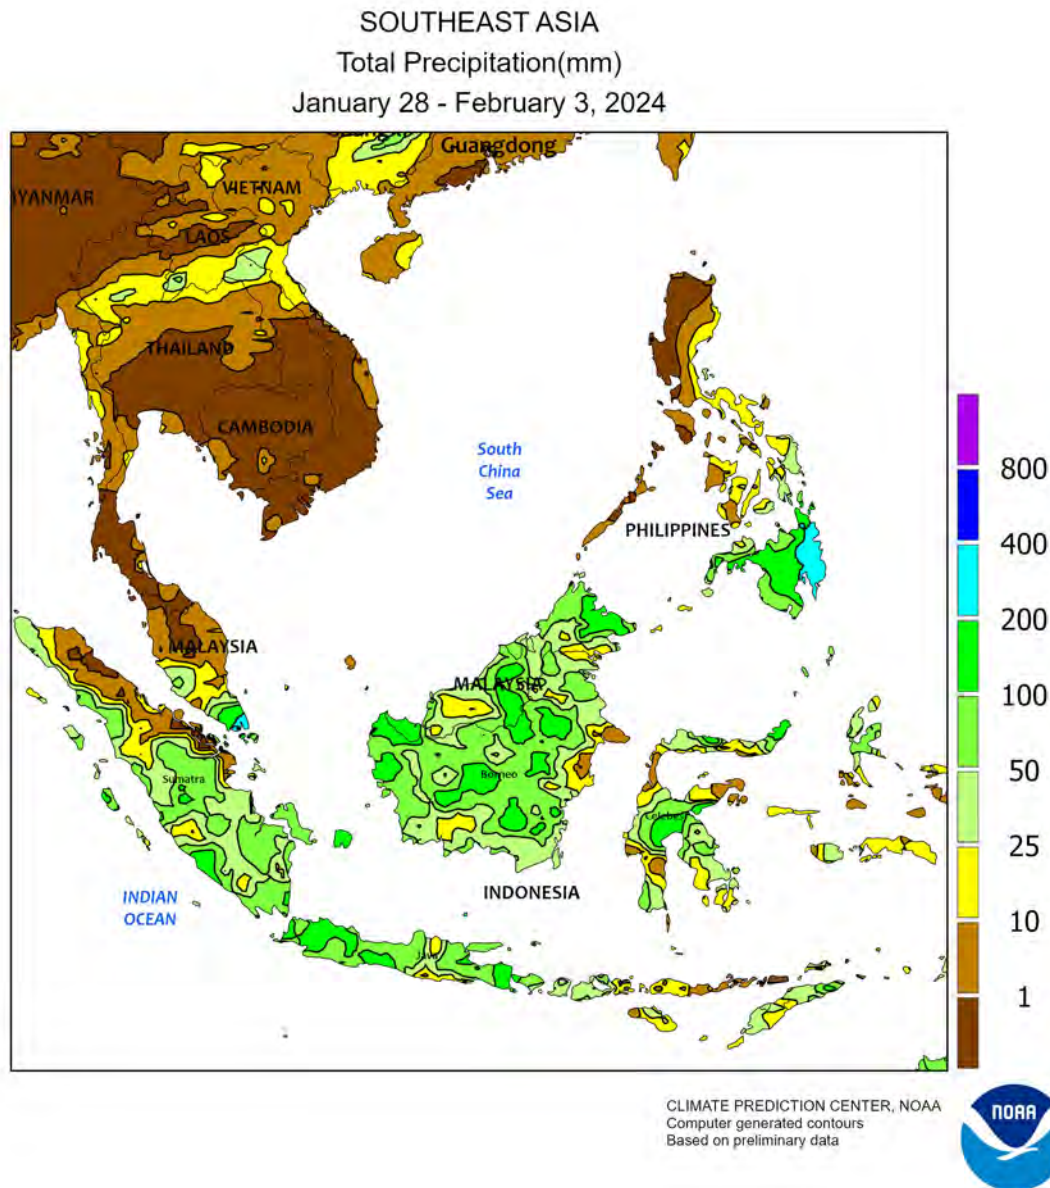 SOUTHEAST ASIA
Total Precipitation(mm)
January 28 - February 3, 2024
Guangdong
VIETNAM
YANMAR
LAOS
THAILAND
CAMBODIA
South
China
Sea
PHILIPPINES
MALAYSIA
MALAYSIA
Sumatra
Borneo
Celebes
INDIAN
OCEAN
INDONESIA
Java
800
400
200
100
50
25
10
1
CLIMATE PREDICTION CENTER, NOAA
Computer generated contours
Based on preliminary data
NOAA